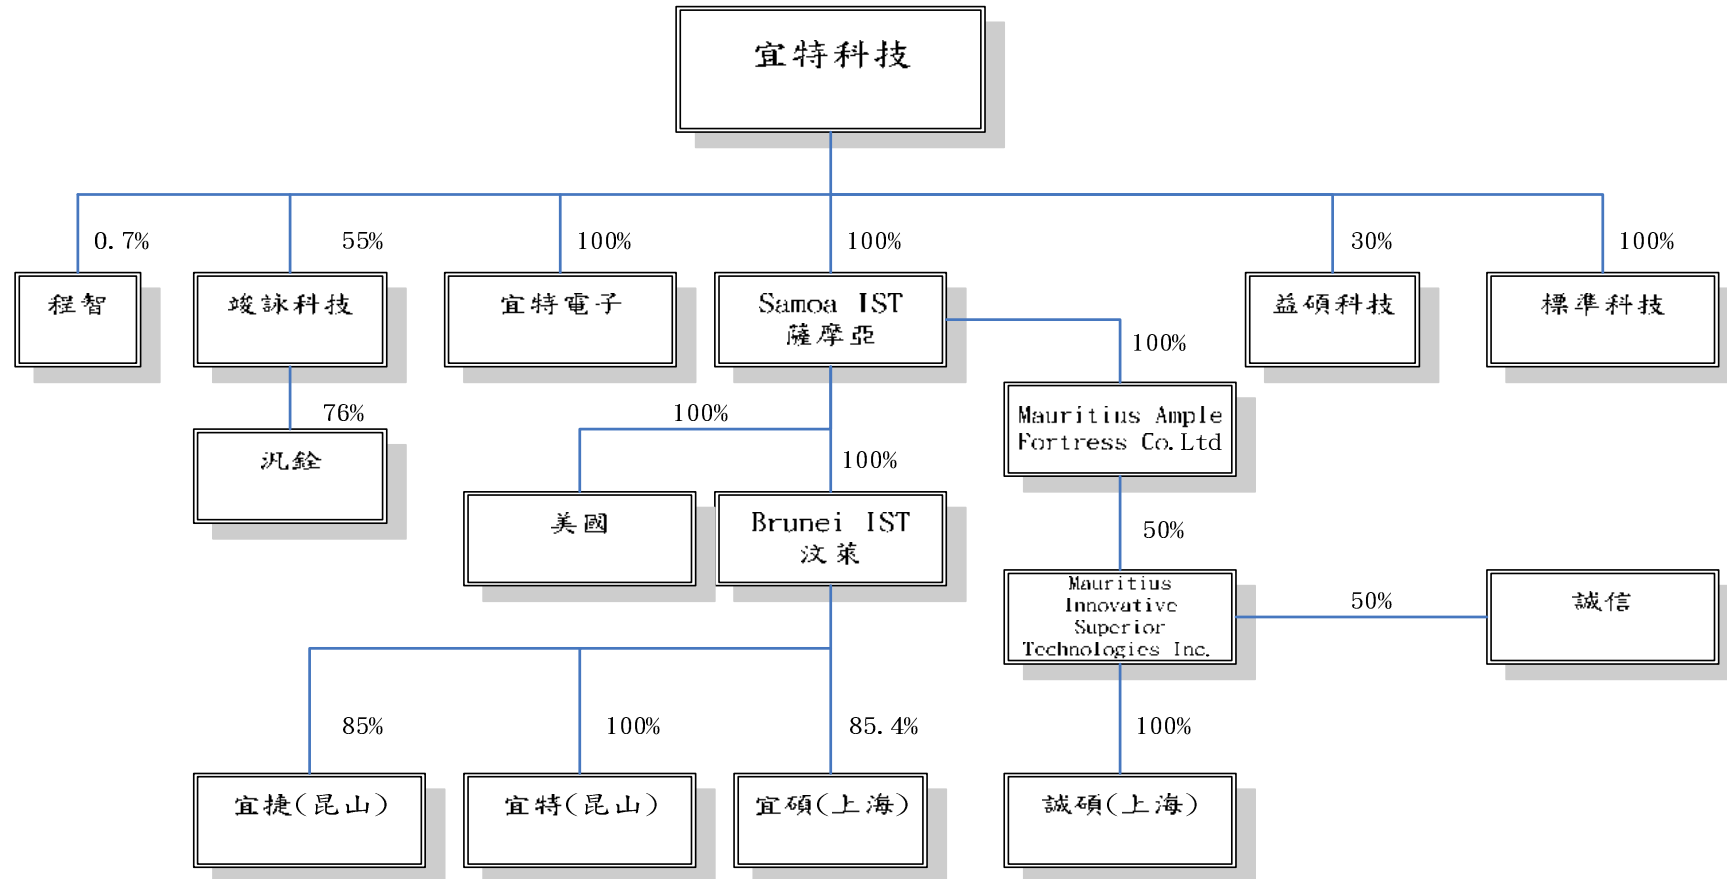 宜特科技
0.7%
55%
100%
100%
30%
100%
程智
竣詠科技
宜特電子
Samoa IST
薩摩亞
益碩科技
標準科技
100%
Mauritius Ample
Fortress Co.Ltd
76%
100%
汎銓
100%
美國
Brunei IST
汶萊
50%
Mauritius
Innovative
Superior
Technologies Inc.
50%
誠信
85%
100%
85.4%
100%
宜捷(昆山)
宜特(昆山)
宜碩(上海)
誠碩(上海)